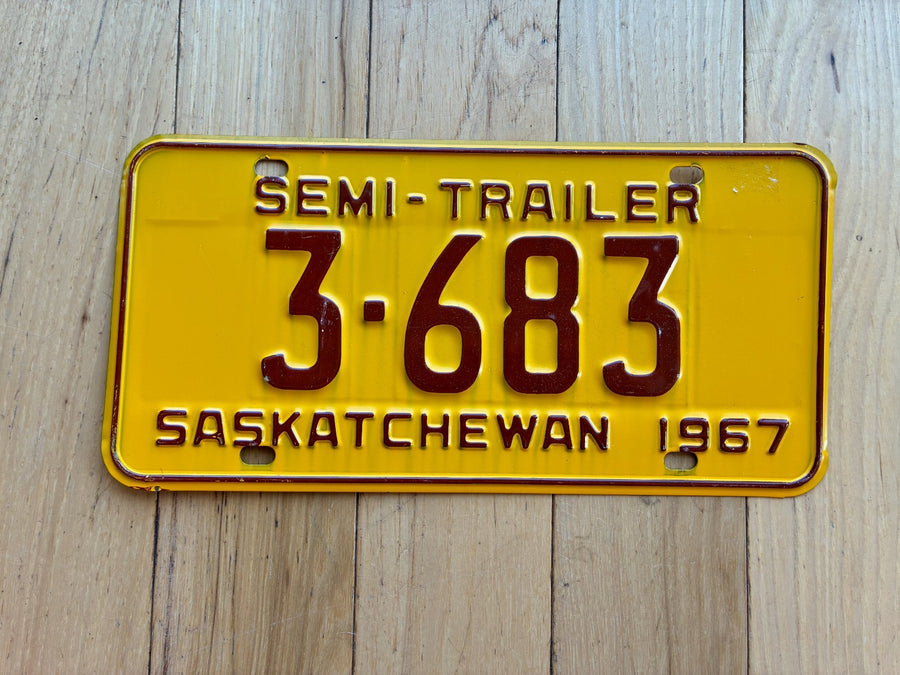 SEMI-TRAILER
3·683
SASKATCHEWAN 1967